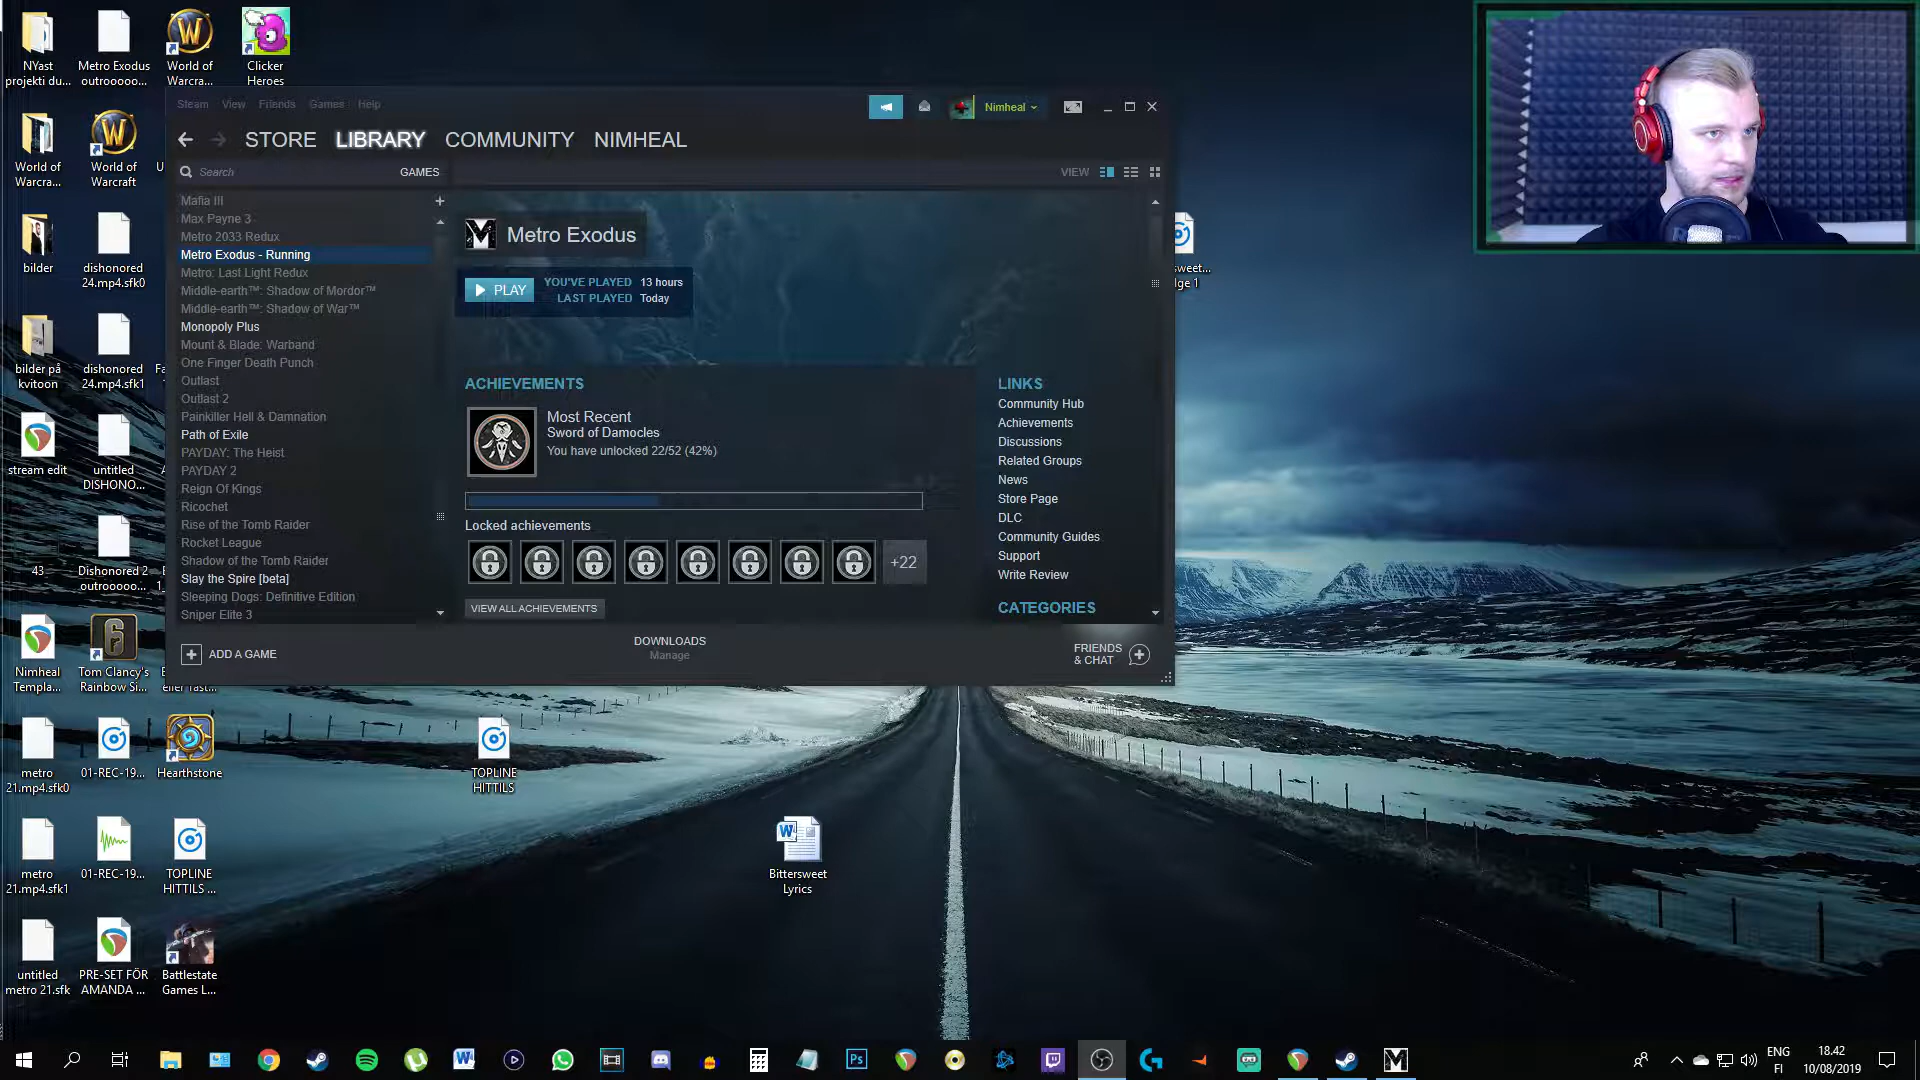 NYast
projekti du...
Metro Exodus
outrooooo...
World of
Warcra...
Clicker
Heroes
World of
Warcra...
World of
Warcraft
U
bilder
dishonored
24.mp4.sfk0
bilder på
kvitoon
dishonored
24.mp4.sfk1
Fa
stream edit
untitled
DISHONO...
43
Dishonored 2
outrooooo...
Nimheal
Templa...
Tom Clancy's
Rainbow Si...
eller fast...
metro
21.mp4.sfk0
01-REC-19...
Hearthstone
metro
21.mp4.sfk1
01-REC-19...
TOPLINE
HITTILS ...
untitled
metro 21.sfk
PRE-SET FÖR
AMANDA ...
Battlestate
Games L...
TOPLINE
HITTILS
Bittersweet
Lyrics
sweet...
dge 1
Steam View Friends Games Help
Nimheal
STORE LIBRARY COMMUNITY NIMHEAL
Search GAMES
VIEW
Mafia III
Max Payne 3
Metro 2033 Redux
Metro Exodus - Running
Metro: Last Light Redux
Middle-earth™: Shadow of Mordor™
Middle-earth™: Shadow of War™
Monopoly Plus
Mount & Blade: Warband
One Finger Death Punch
Outlast
Outlast 2
Painkiller Hell & Damnation
Path of Exile
PAYDAY: The Heist
PAYDAY 2
Reign Of Kings
Ricochet
Rise of the Tomb Raider
Rocket League
Shadow of the Tomb Raider
Slay the Spire [beta]
Sleeping Dogs: Definitive Edition
Sniper Elite 3
Metro Exodus
PLAY
YOU'VE PLAYED 13 hours
LAST PLAYED Today
ACHIEVEMENTS
Most Recent
Sword of Damocles
You have unlocked 22/52 (42%)
Locked achievements
+22
VIEW ALL ACHIEVEMENTS
LINKS
Community Hub
Achievements
Discussions
Related Groups
News
Store Page
DLC
Community Guides
Support
Write Review
CATEGORIES
ADD A GAME
DOWNLOADS
Manage
FRIENDS
& CHAT
ENG
FI
18.42
10/08/2019